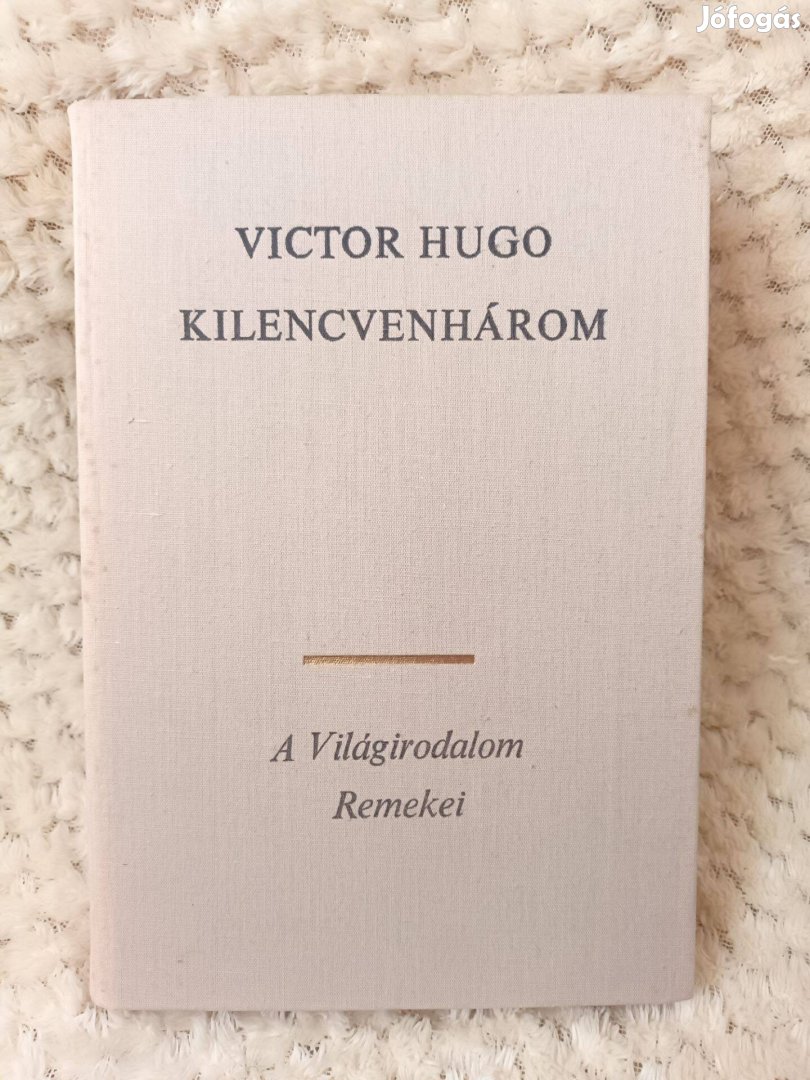 Jófogás
VICTOR HUGO
KILENCVENHÁROM
A Világirodalom
Remekei